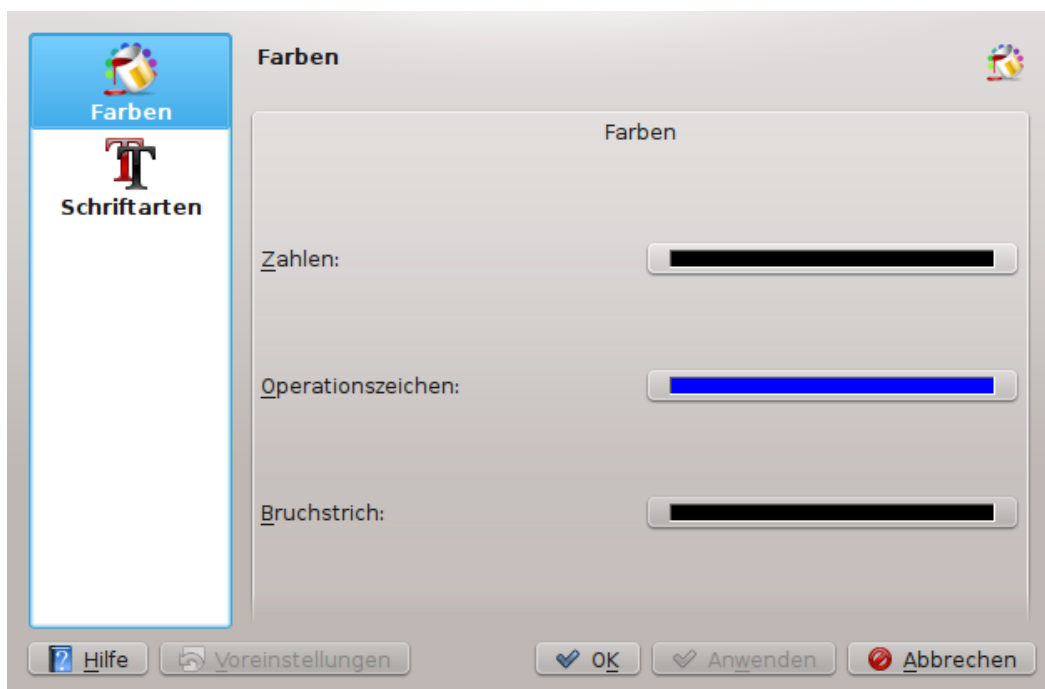 Farben
Schriftarten
Farben
Farben
Zahlen:
Operationszeichen:
Bruchstrich:
Hilfe
Voreinstellungen
OK
Anwenden
Abbrechen